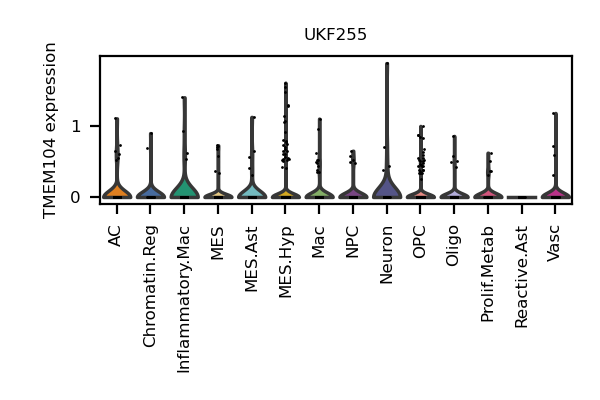 UKF255
TMEM104 expression
1
0
AC
Chromatin.Reg
Inflammatory.Mac
MES
MES.Ast
MES.Hyp
Mac
NPC
Neuron
OPC
Oligo
Prolif.Metab
Reactive.Ast
Vasc